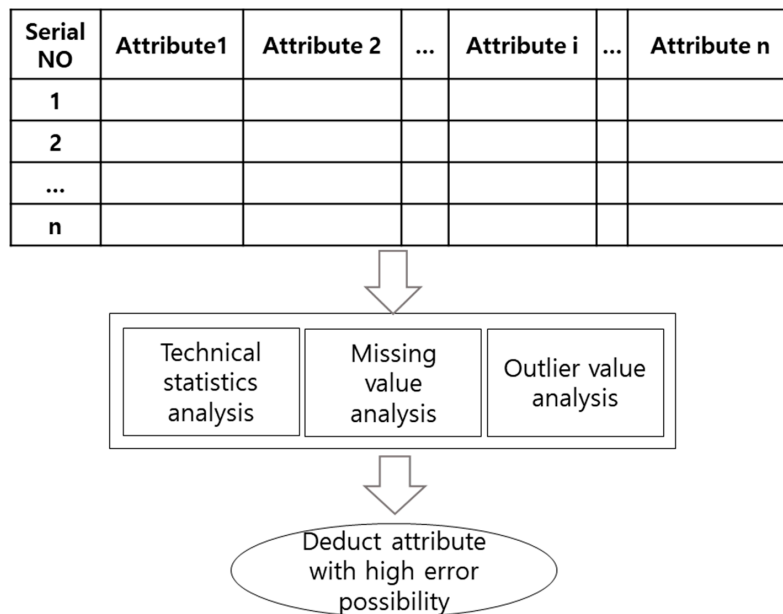 Serial NO Attribute1 Attribute 2 ... Attribute i ... Attribute n
1
2
...
n
Technical
statistics
analysis
Missing
value
analysis
Outlier value
analysis
Deduct attribute
with high error
possibility